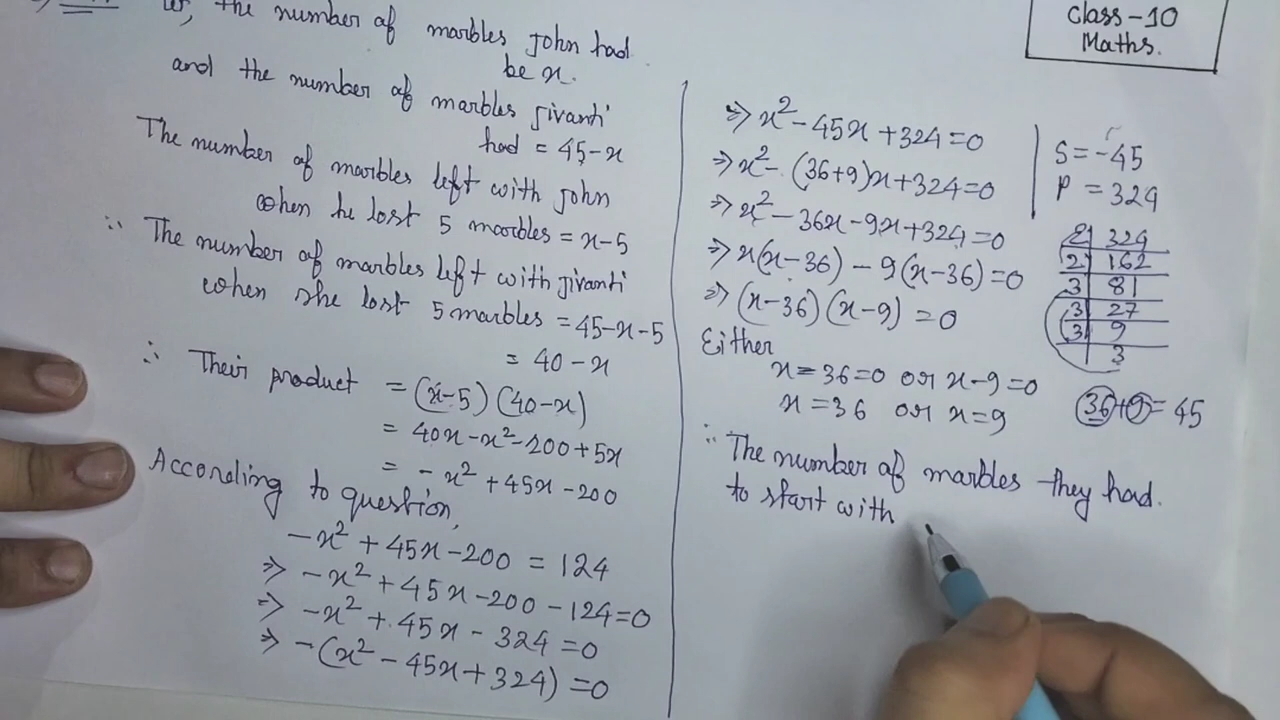 the number of marbles john had
be x.
and the number of marbles jivanti
had = 45-x
The number of marbles left with john
when he lost 5 marbles = x-5
∴ The number of marbles left with jivanti
when she lost 5 marbles = 45-x-5
= 40-x
∴ Their product = (x-5)(40-x)
= 40x-x²-200+5x
= -x²+45x-200
According to question,
-x²+45x-200 = 124
⇒ -x²+45x-200-124=0
⇒ -x²+45x-324=0
⇒ -(x²-45x+324)=0
Class-10
Maths.
⇒ x²-45x+324=0
⇒ x²-(36+9)x+324=0
⇒ x²-36x-9x+324=0
⇒ x(x-36)-9(x-36)=0
⇒ (x-36)(x-9)=0
Either
x-36=0 or x-9=0
x=36 or x=9
∴ The number of marbles they had.
to start with
S=-45
P=324
2 324
2 162
3 81
3 27
3 9
3
36+9=45